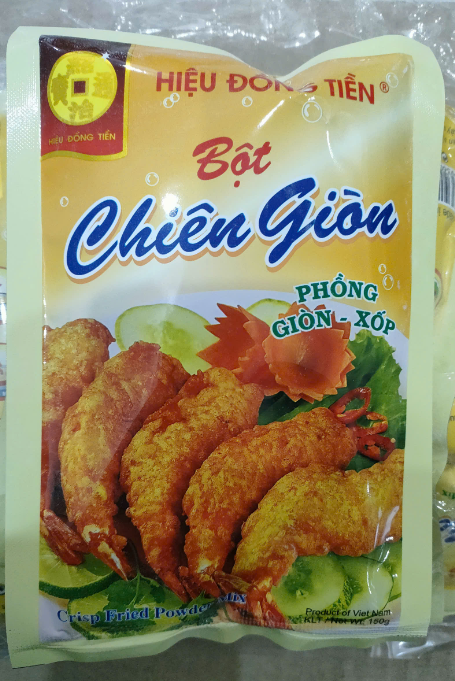 HIỆU ĐỒNG TIỀN
HIỆU ĐỒNG TIỀN®
Bột
Chiên Giòn
PHỒNG
GIÒN - XỐP
Crisp Fried Powder Mix
Product of Viet Nam
KLT / Net WT. 150g